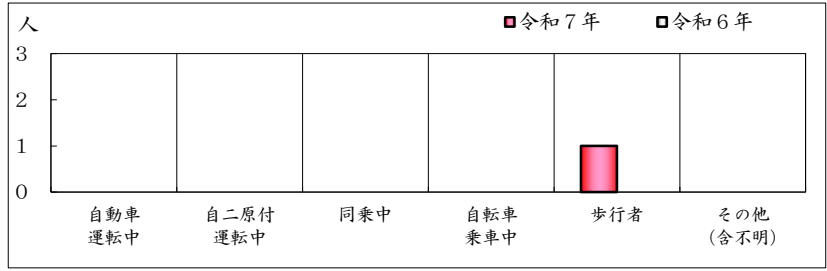 人
■令和７年 □令和６年
3
2
1
0
自動車
運転中
自二原付
運転中
同乗中
自転車
乗車中
歩行者
その他
(含不明)